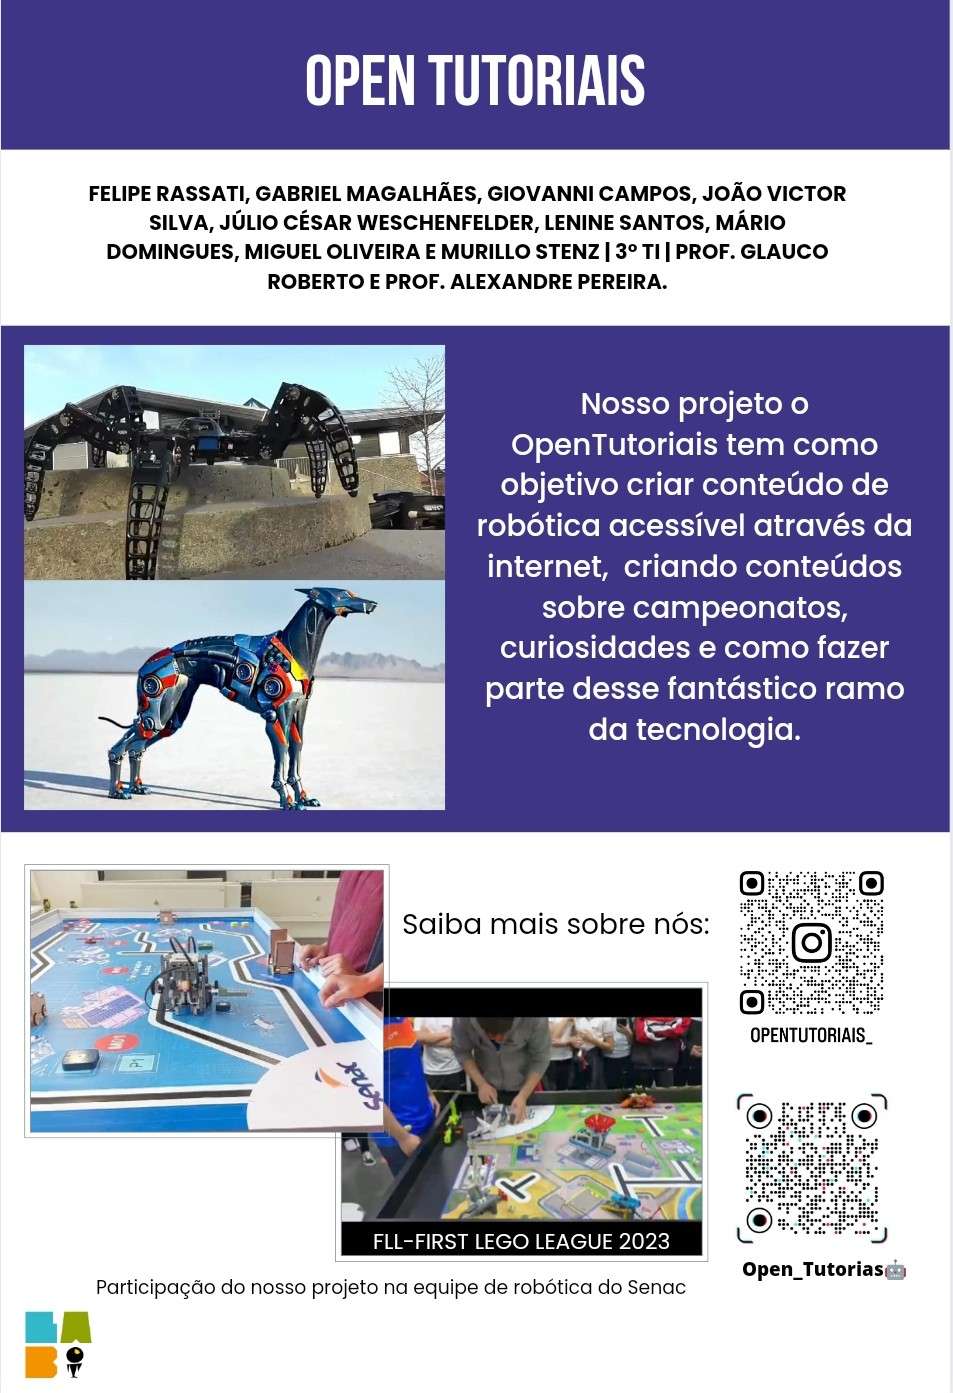 OPEN TUTORIAIS
FELIPE RASSATI, GABRIEL MAGALHÃES, GIOVANNI CAMPOS, JOÃO VICTOR
SILVA, JÚLIO CÉSAR WESCHENFELDER, LENINE SANTOS, MÁRIO
DOMINGUES, MIGUEL OLIVEIRA E MURILLO STENZ | 3º TI | PROF. GLAUCO
ROBERTO E PROF. ALEXANDRE PEREIRA.
Nosso projeto o
OpenTutoriais tem como
objetivo criar conteúdo de
robótica acessível através da
internet, criando conteúdos
sobre campeonatos,
curiosidades e como fazer
parte desse fantástico ramo
da tecnologia.
Saiba mais sobre nós:
OPENTUTORIAIS_
Senac
FLL-FIRST LEGO LEAGUE 2023
Open_Tutorias🤖
Participação do nosso projeto na equipe de robótica do Senac